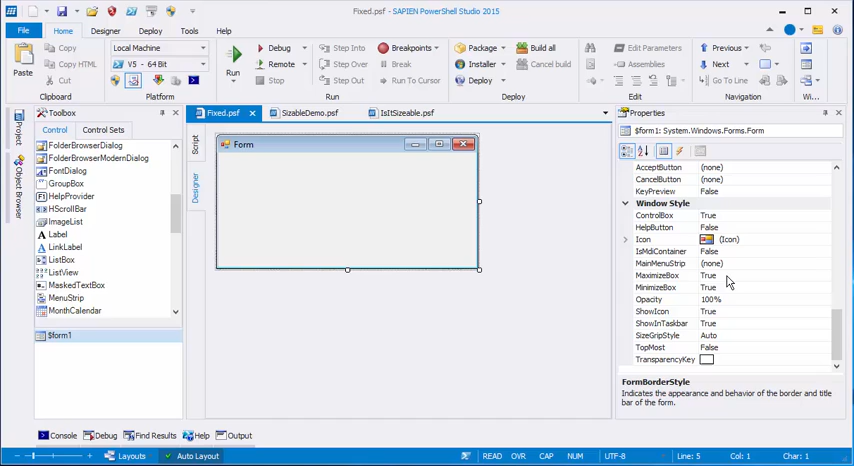 Fixed.psf - SAPIEN PowerShell Studio 2015
File Home Designer Deploy Tools Help
Paste
Copy
Copy HTML
Cut
Clipboard
Local Machine
V5 - 64 Bit
Platform
Run
Debug
Remote
Stop
Step Into
Step Over
Step Out
Run
Breakpoints
Run To Cursor
Package
Installer
Deploy
Build all
Cancel build
Deploy
Edit Parameters
Assemblies
Edit
Previous
Next
Go To Line
Navigation
Windows
Project
Object Browser
Toolbox
Control Control Sets
FolderBrowserDialog
FolderBrowserModernDialog
FontDialog
GroupBox
HelpProvider
HScrollBar
ImageList
Label
LinkLabel
ListBox
ListView
MaskedTextBox
MenuStrip
MonthCalendar
$form1
Fixed.psf SizableDemo.psf IsItSizeable.psf
Script
Designer
Form
Properties
$form1: System.Windows.Forms.Form
AcceptButton (none)
CancelButton (none)
KeyPreview False
Window Style
ControlBox True
HelpButton False
Icon (Icon)
IsMdiContainer False
MainMenuStrip (none)
MaximizeBox True
MinimizeBox True
Opacity 100%
ShowIcon True
ShowInTaskbar True
SizeGripStyle Auto
TopMost False
TransparencyKey
FormBorderStyle
Indicates the appearance and behavior of the border and title
bar of the form.
Console Debug Find Results Help Output
Layouts Auto Layout READ OVR CAP NUM UTF-8 Line: 5 Col: 1 Char: 1